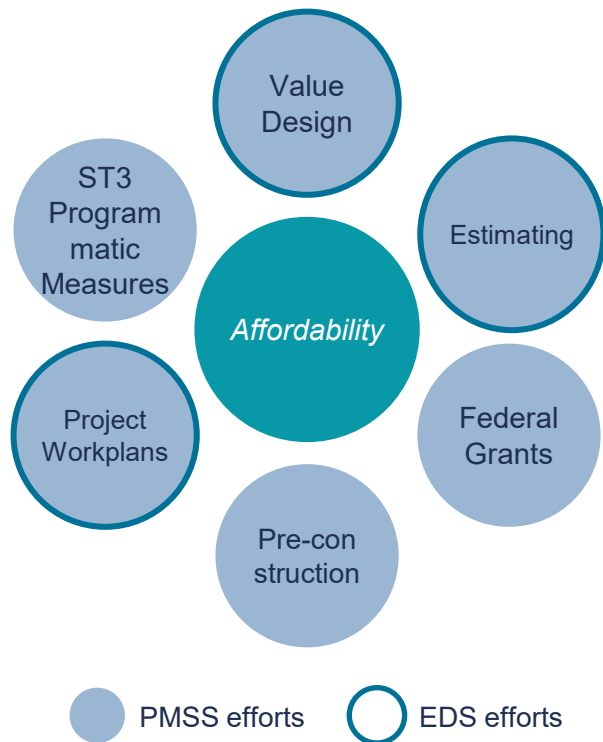 Value
Design
ST3
Program
matic
Measures
Estimating
Affordability
Project
Workplans
Federal
Grants
Pre-con
struction
PMSS efforts
EDS efforts